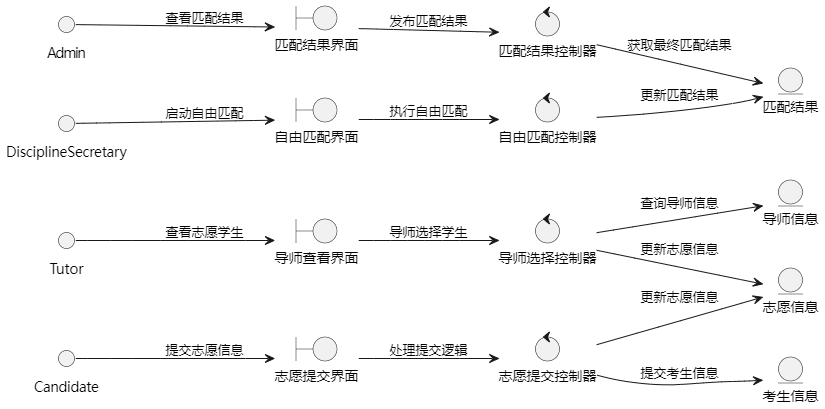 查看匹配结果
发布匹配结果
Admin
匹配结果界面
匹配结果控制器
获取最终匹配结果
更新匹配结果
匹配结果
启动自由匹配
执行自由匹配
DisciplineSecretary
自由匹配界面
自由匹配控制器
查看志愿学生
导师选择学生
Tutor
导师查看界面
导师选择控制器
查询导师信息
导师信息
更新志愿信息
更新志愿信息
志愿信息
提交志愿信息
处理提交逻辑
Candidate
志愿提交界面
志愿提交控制器
提交考生信息
考生信息